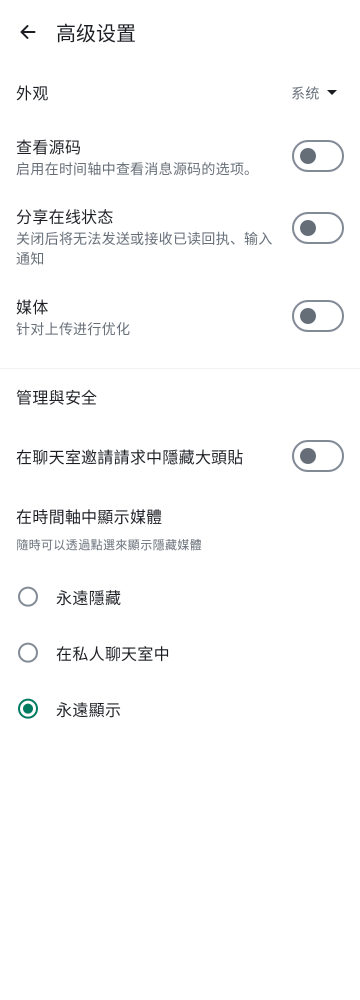 高级设置
外观
系统
查看源码
启用在时间轴中查看消息源码的选项。
分享在线状态
关闭后将无法发送或接收已读回执、输入
通知
媒体
针对上传进行优化
管理與安全
在聊天室邀請請求中隱藏大頭貼
在時間軸中顯示媒體
隨時可以透過點選來顯示隱藏媒體
永遠隱藏
在私人聊天室中
永遠顯示